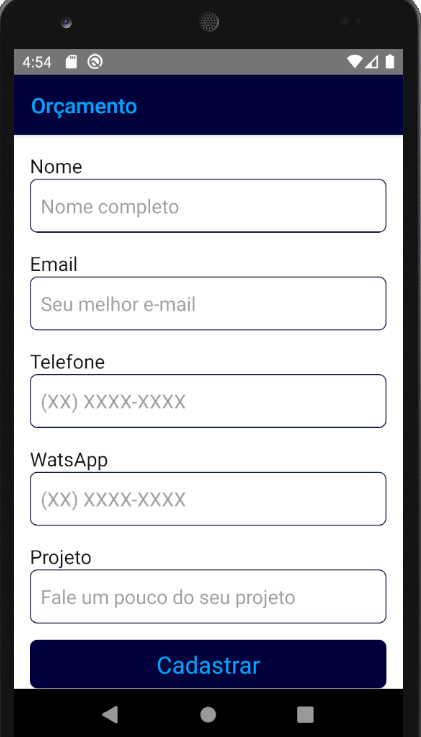 4:54
Orçamento
Nome
Nome completo
Email
Seu melhor e-mail
Telefone
(XX) XXXX-XXXX
WatsApp
(XX) XXXX-XXXX
Projeto
Fale um pouco do seu projeto
Cadastrar